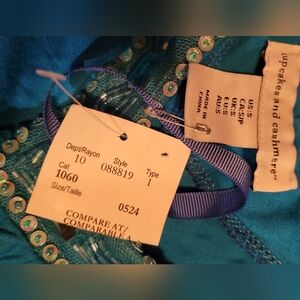 Dept/Rayon Style Type
10 088819 1
Cat
1060
Size/Taille
0524
COMPARE AT/
COMPARABLE A
MADE IN
CHINA
US:S
CA:S/P
UK:S
EU:S
AU:S
cupcakes and cashmere